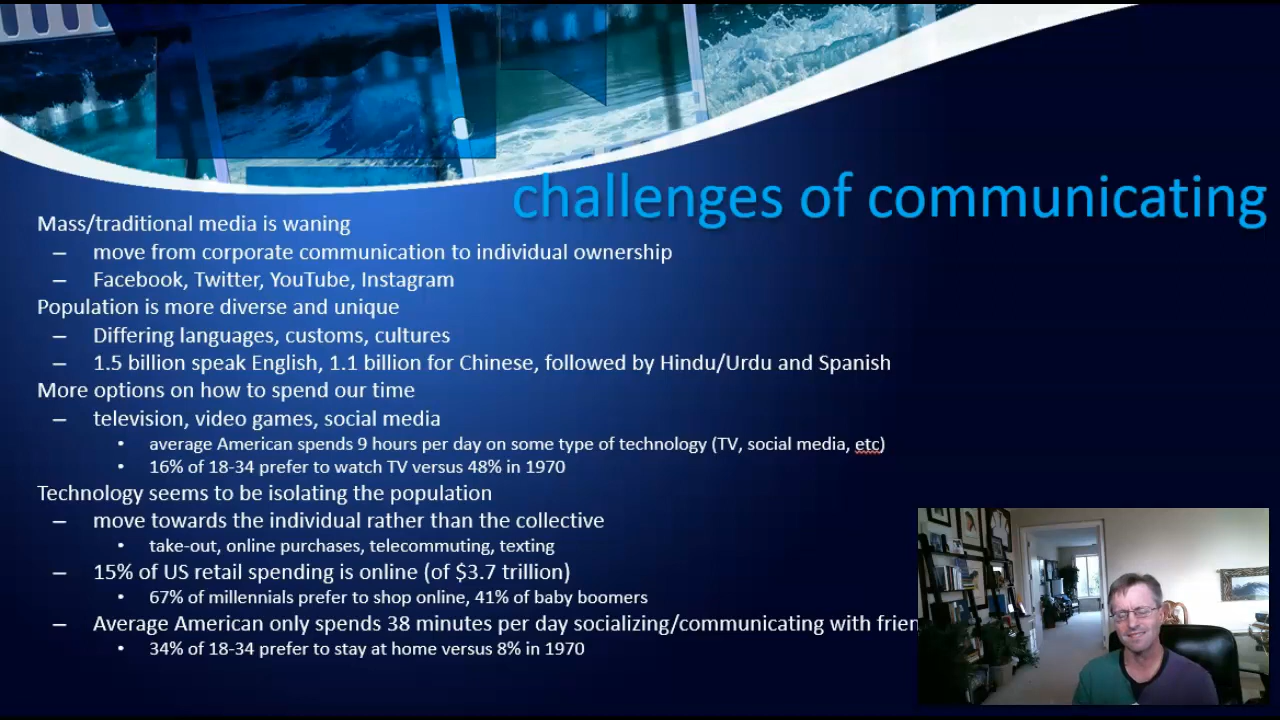 challenges of communicating
Mass/traditional media is waning
– move from corporate communication to individual ownership
– Facebook, Twitter, YouTube, Instagram
Population is more diverse and unique
– Differing languages, customs, cultures
– 1.5 billion speak English, 1.1 billion for Chinese, followed by Hindu/Urdu and Spanish
More options on how to spend our time
– television, video games, social media
• average American spends 9 hours per day on some type of technology (TV, social media, etc)
• 16% of 18-34 prefer to watch TV versus 48% in 1970
Technology seems to be isolating the population
– move towards the individual rather than the collective
• take-out, online purchases, telecommuting, texting
– 15% of US retail spending is online (of $3.7 trillion)
• 67% of millennials prefer to shop online, 41% of baby boomers
– Average American only spends 38 minutes per day socializing/communicating with
• 34% of 18-34 prefer to stay at home versus 8% in 1970